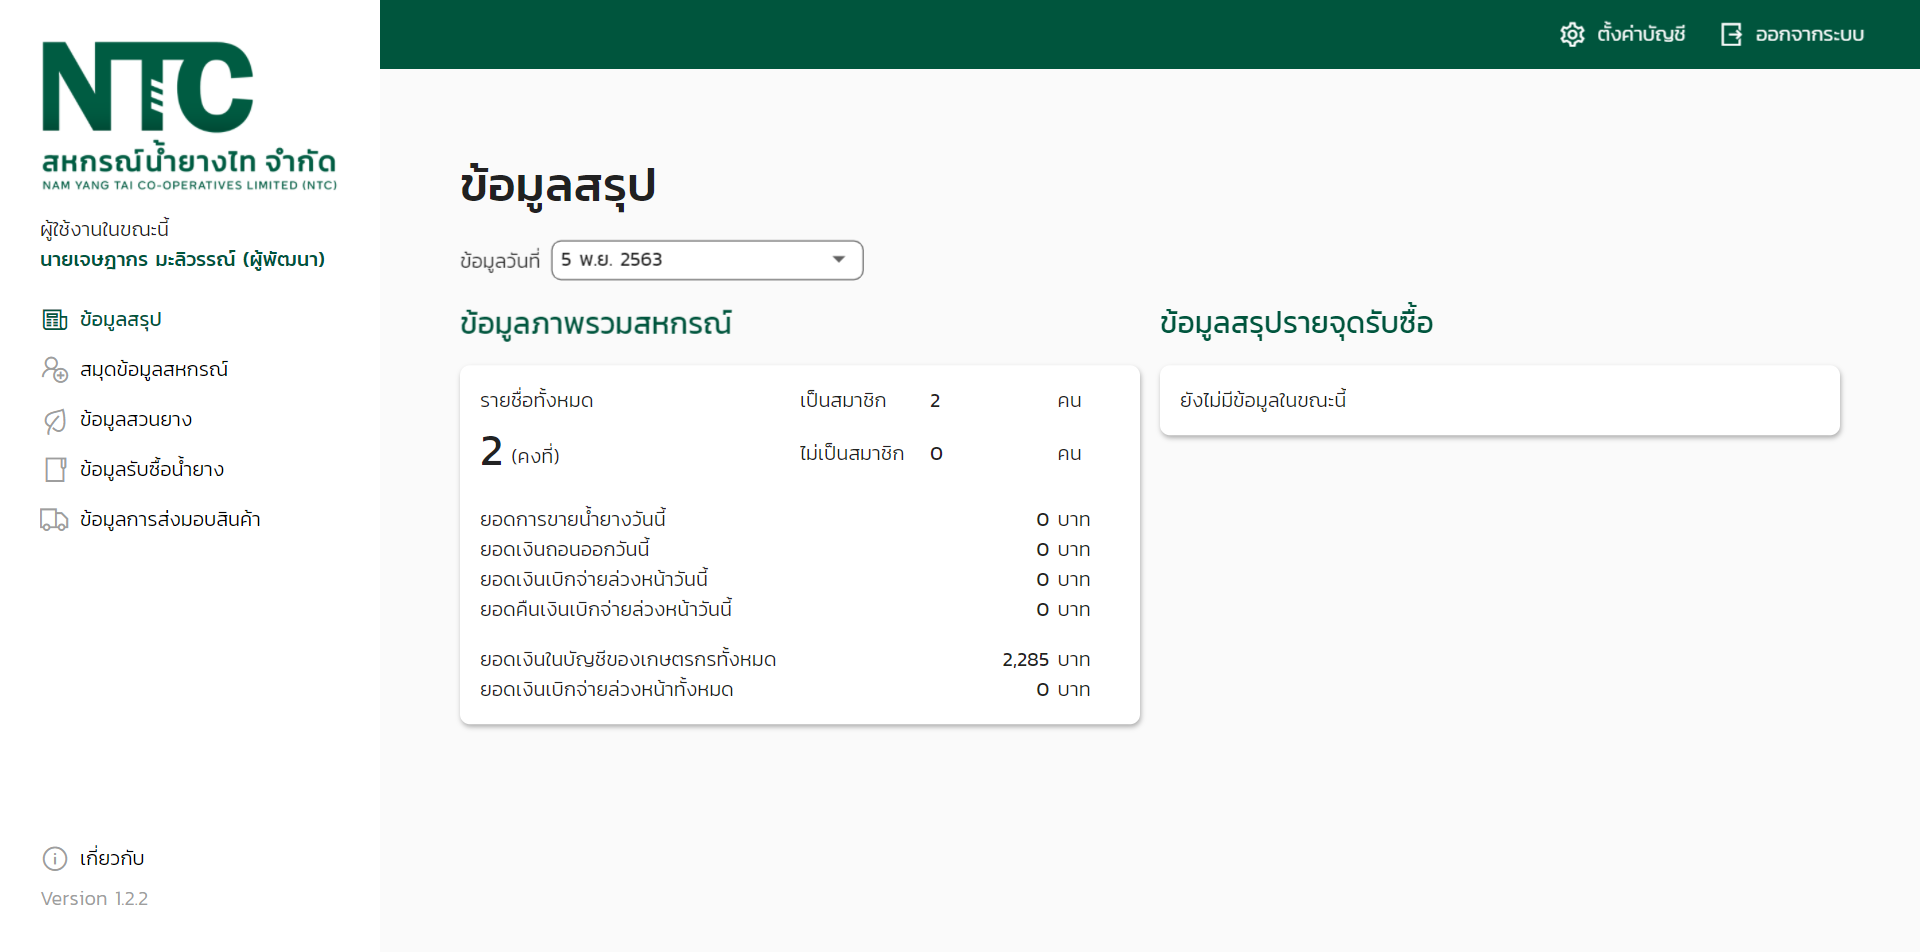 NTC
สหกรณ์น้ำยางไท จำกัด
NAM YANG TAI CO-OPERATIVES LIMITED (NTC)
ผู้ใช้งานในขณะนี้
นายเจษฎากร มะลิวรรณ์ (ผู้พัฒนา)
ข้อมูลสรุป
สมุดข้อมูลสหกรณ์
ข้อมูลสวนยาง
ข้อมูลรับซื้อน้ำยาง
ข้อมูลการส่งมอบสินค้า
เกี่ยวกับ
Version 1.2.2
ตั้งค่าบัญชี
ออกจากระบบ
ข้อมูลสรุป
ข้อมูลวันที่ 5 พ.ย. 2563
ข้อมูลภาพรวมสหกรณ์
รายชื่อทั้งหมด เป็นสมาชิก 2 คน
2 (คงที่) ไม่เป็นสมาชิก 0 คน
ยอดการขายน้ำยางวันนี้ 0 บาท
ยอดเงินถอนออกวันนี้ 0 บาท
ยอดเงินเบิกจ่ายล่วงหน้าวันนี้ 0 บาท
ยอดคืนเงินเบิกจ่ายล่วงหน้าวันนี้ 0 บาท
ยอดเงินในบัญชีของเกษตรกรทั้งหมด 2,285 บาท
ยอดเงินเบิกจ่ายล่วงหน้าทั้งหมด 0 บาท
ข้อมูลสรุปรายจุดรับซื้อ
ยังไม่มีข้อมูลในขณะนี้